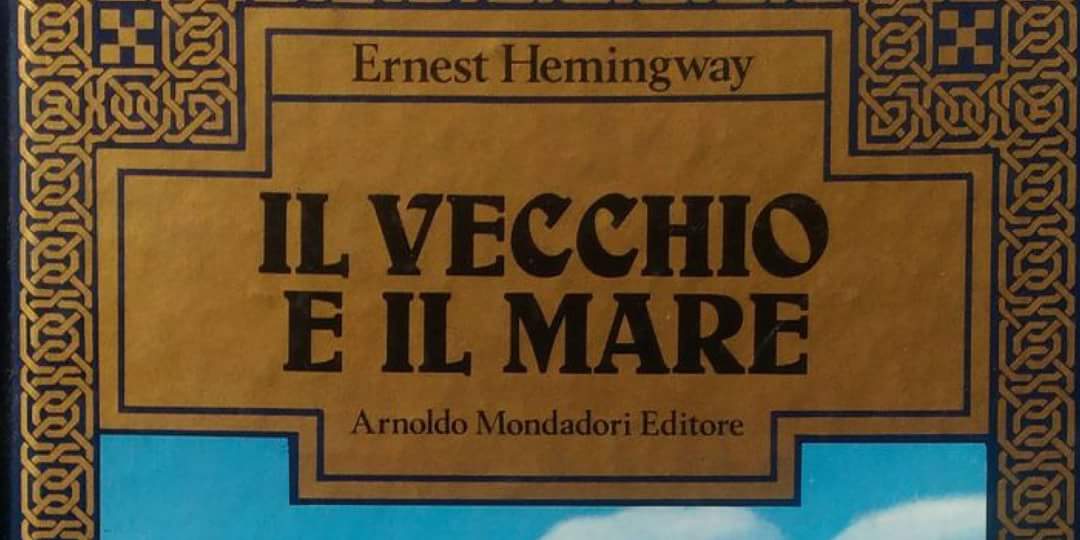 Ernest Hemingway
IL VECCHIO
E IL MARE
Arnoldo Mondadori Editore